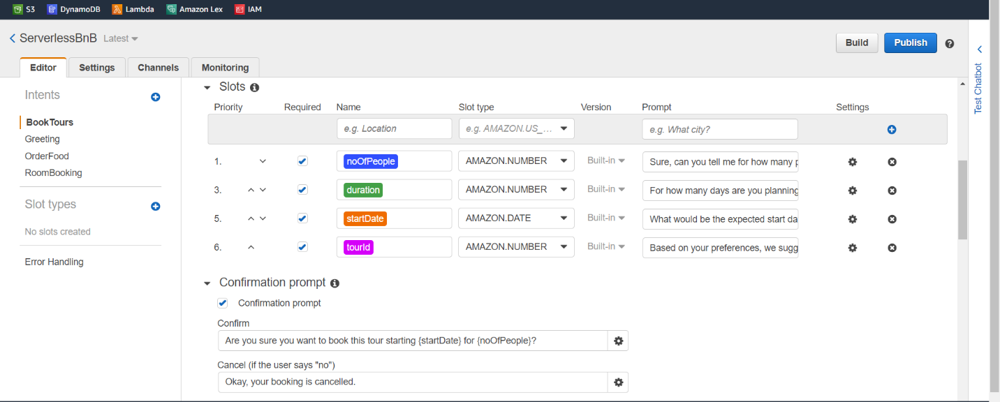 S3 DynamoDB Lambda Amazon Lex IAM
ServerlessBnB Latest
Build Publish
Editor Settings Channels Monitoring
Test Chatbot
Intents
BookTours
Greeting
OrderFood
RoomBooking
Slot types
No slots created
Error Handling
Slots
Priority Required Name Slot type Version Prompt Settings
e.g. Location e.g. AMAZON.US_... e.g. What city?
1. noOfPeople AMAZON.NUMBER Built-in Sure, can you tell me for how many p
3. duration AMAZON.NUMBER Built-in For how many days are you planning
5. startDate AMAZON.DATE Built-in What would be the expected start da
6. tourId AMAZON.NUMBER Built-in Based on your preferences, we sugg
Confirmation prompt
Confirmation prompt
Confirm
Are you sure you want to book this tour starting {startDate} for {noOfPeople}?
Cancel (if the user says "no")
Okay, your booking is cancelled.